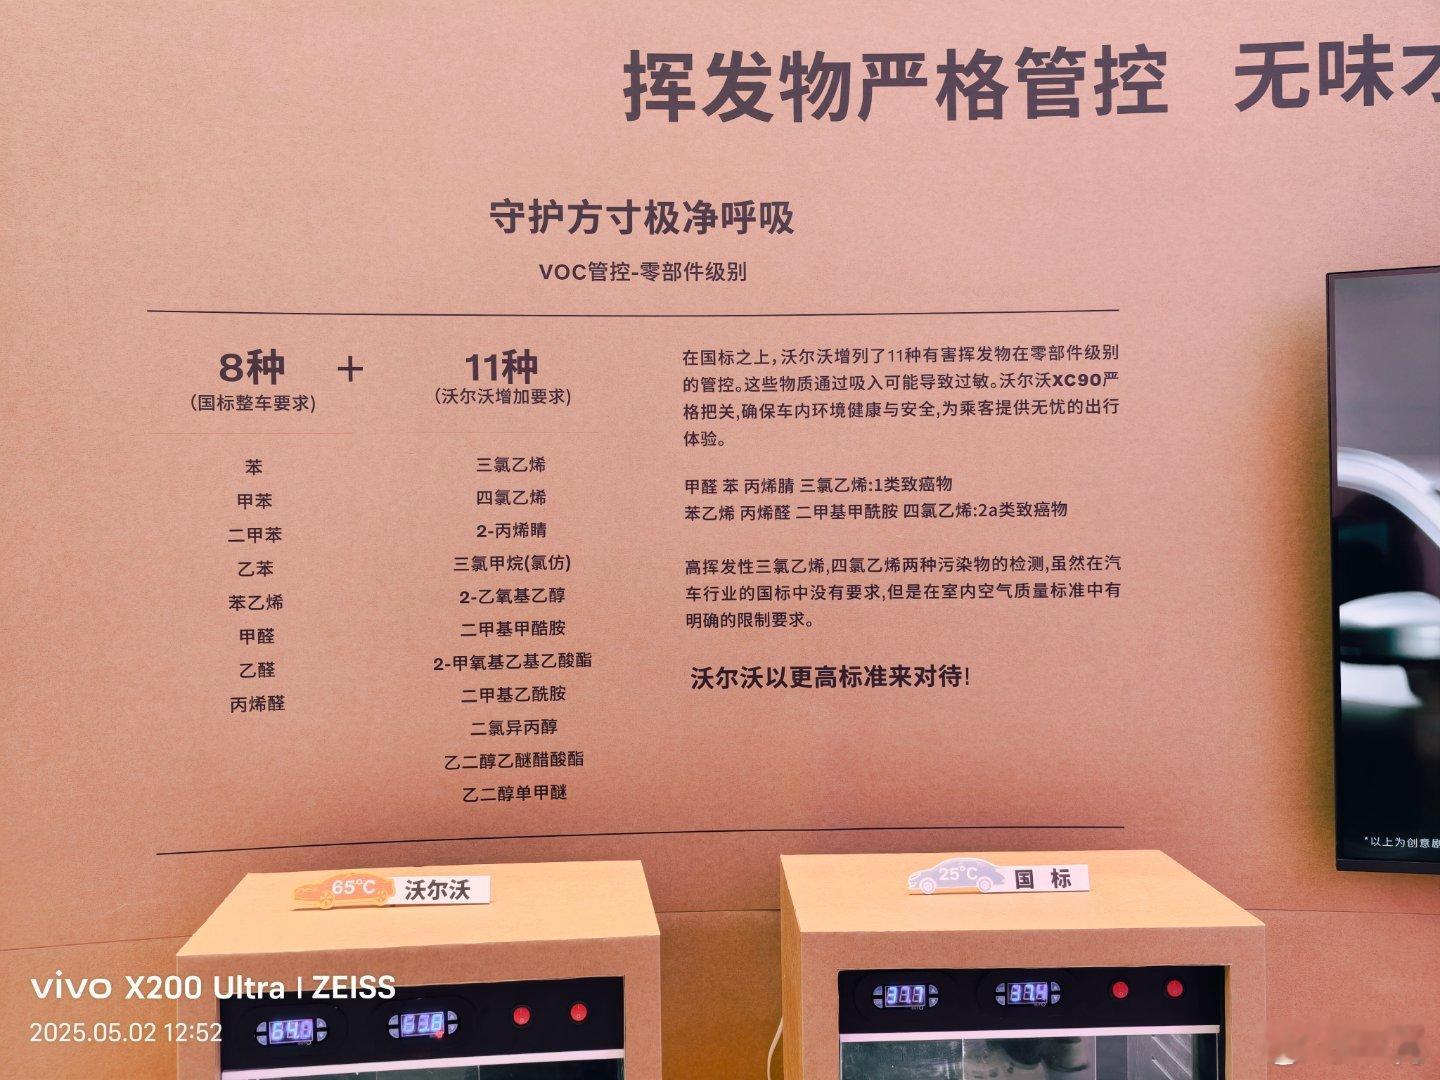 挥发物严格管控 无味
守护方寸极净呼吸
VOC管控-零部件级别
8种 + 11种
(国标整车要求) (沃尔沃增加要求)
苯
甲苯
二甲苯
乙苯
苯乙烯
甲醛
乙醛
丙烯醛
三氯乙烯
四氯乙烯
2-丙烯睛
三氯甲烷(氯仿)
2-乙氧基乙醇
二甲基甲酷胺
2-甲氧基乙基乙酸酯
二甲基乙酰胺
二氯异丙醇
乙二醇乙醚醋酸酯
乙二醇单甲醚
在国标之上,沃尔沃增列了11种有害挥发物在零部件级别
的管控。这些物质通过吸入可能导致过敏。沃尔沃XC90严
格把关,确保车内环境健康与安全,为乘客提供无忧的出行
体验。
甲醛 苯 丙烯腈 三氯乙烯:1类致癌物
苯乙烯 丙烯醛 二甲基甲酰胺 四氯乙烯:2a类致癌物
高挥发性三氯乙烯,四氯乙烯两种污染物的检测,虽然在汽
车行业的国标中没有要求,但是在室内空气质量标准中有
明确的限制要求。
沃尔沃以更高标准来对待!
*以上为创意
65°C 沃尔沃
25°C 国 标
64.0 63.8
37.4
vivo X200 Ultra | ZEISS
2025.05.02 12:52